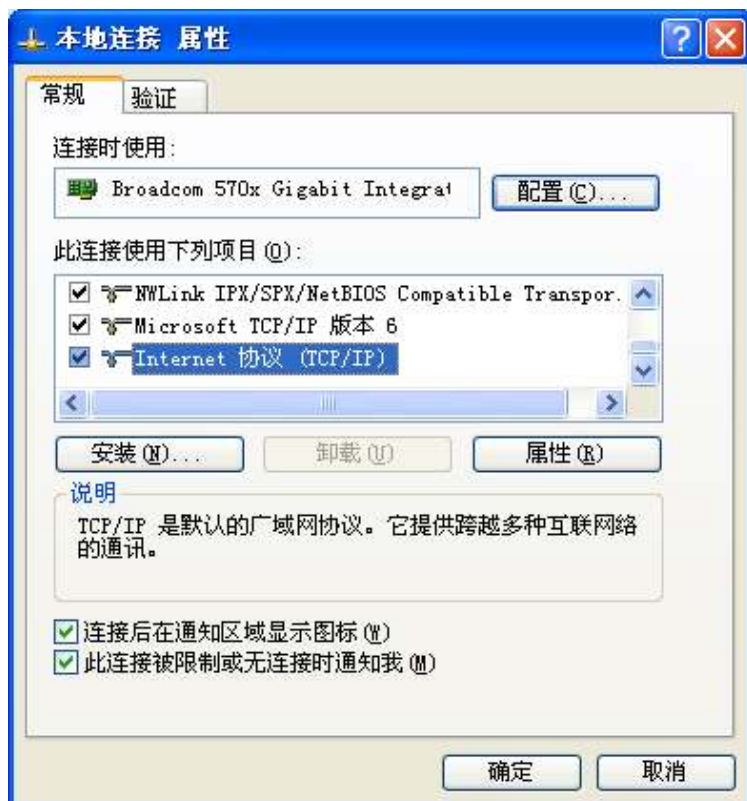 本地连接 属性
常规
验证
连接时使用:
Broadcom 570x Gigabit Integrat
配置(C)...
此连接使用下列项目(O):
NWLink IPX/SPX/NetBIOS Compatible Transpor.
Microsoft TCP/IP 版本 6
Internet 协议 (TCP/IP)
安装(N)...
卸载(U)
属性(R)
说明
TCP/IP 是默认的广域网协议。它提供跨越多种互联网络
的通讯。
连接后在通知区域显示图标(W)
此连接被限制或无连接时通知我(M)
确定
取消